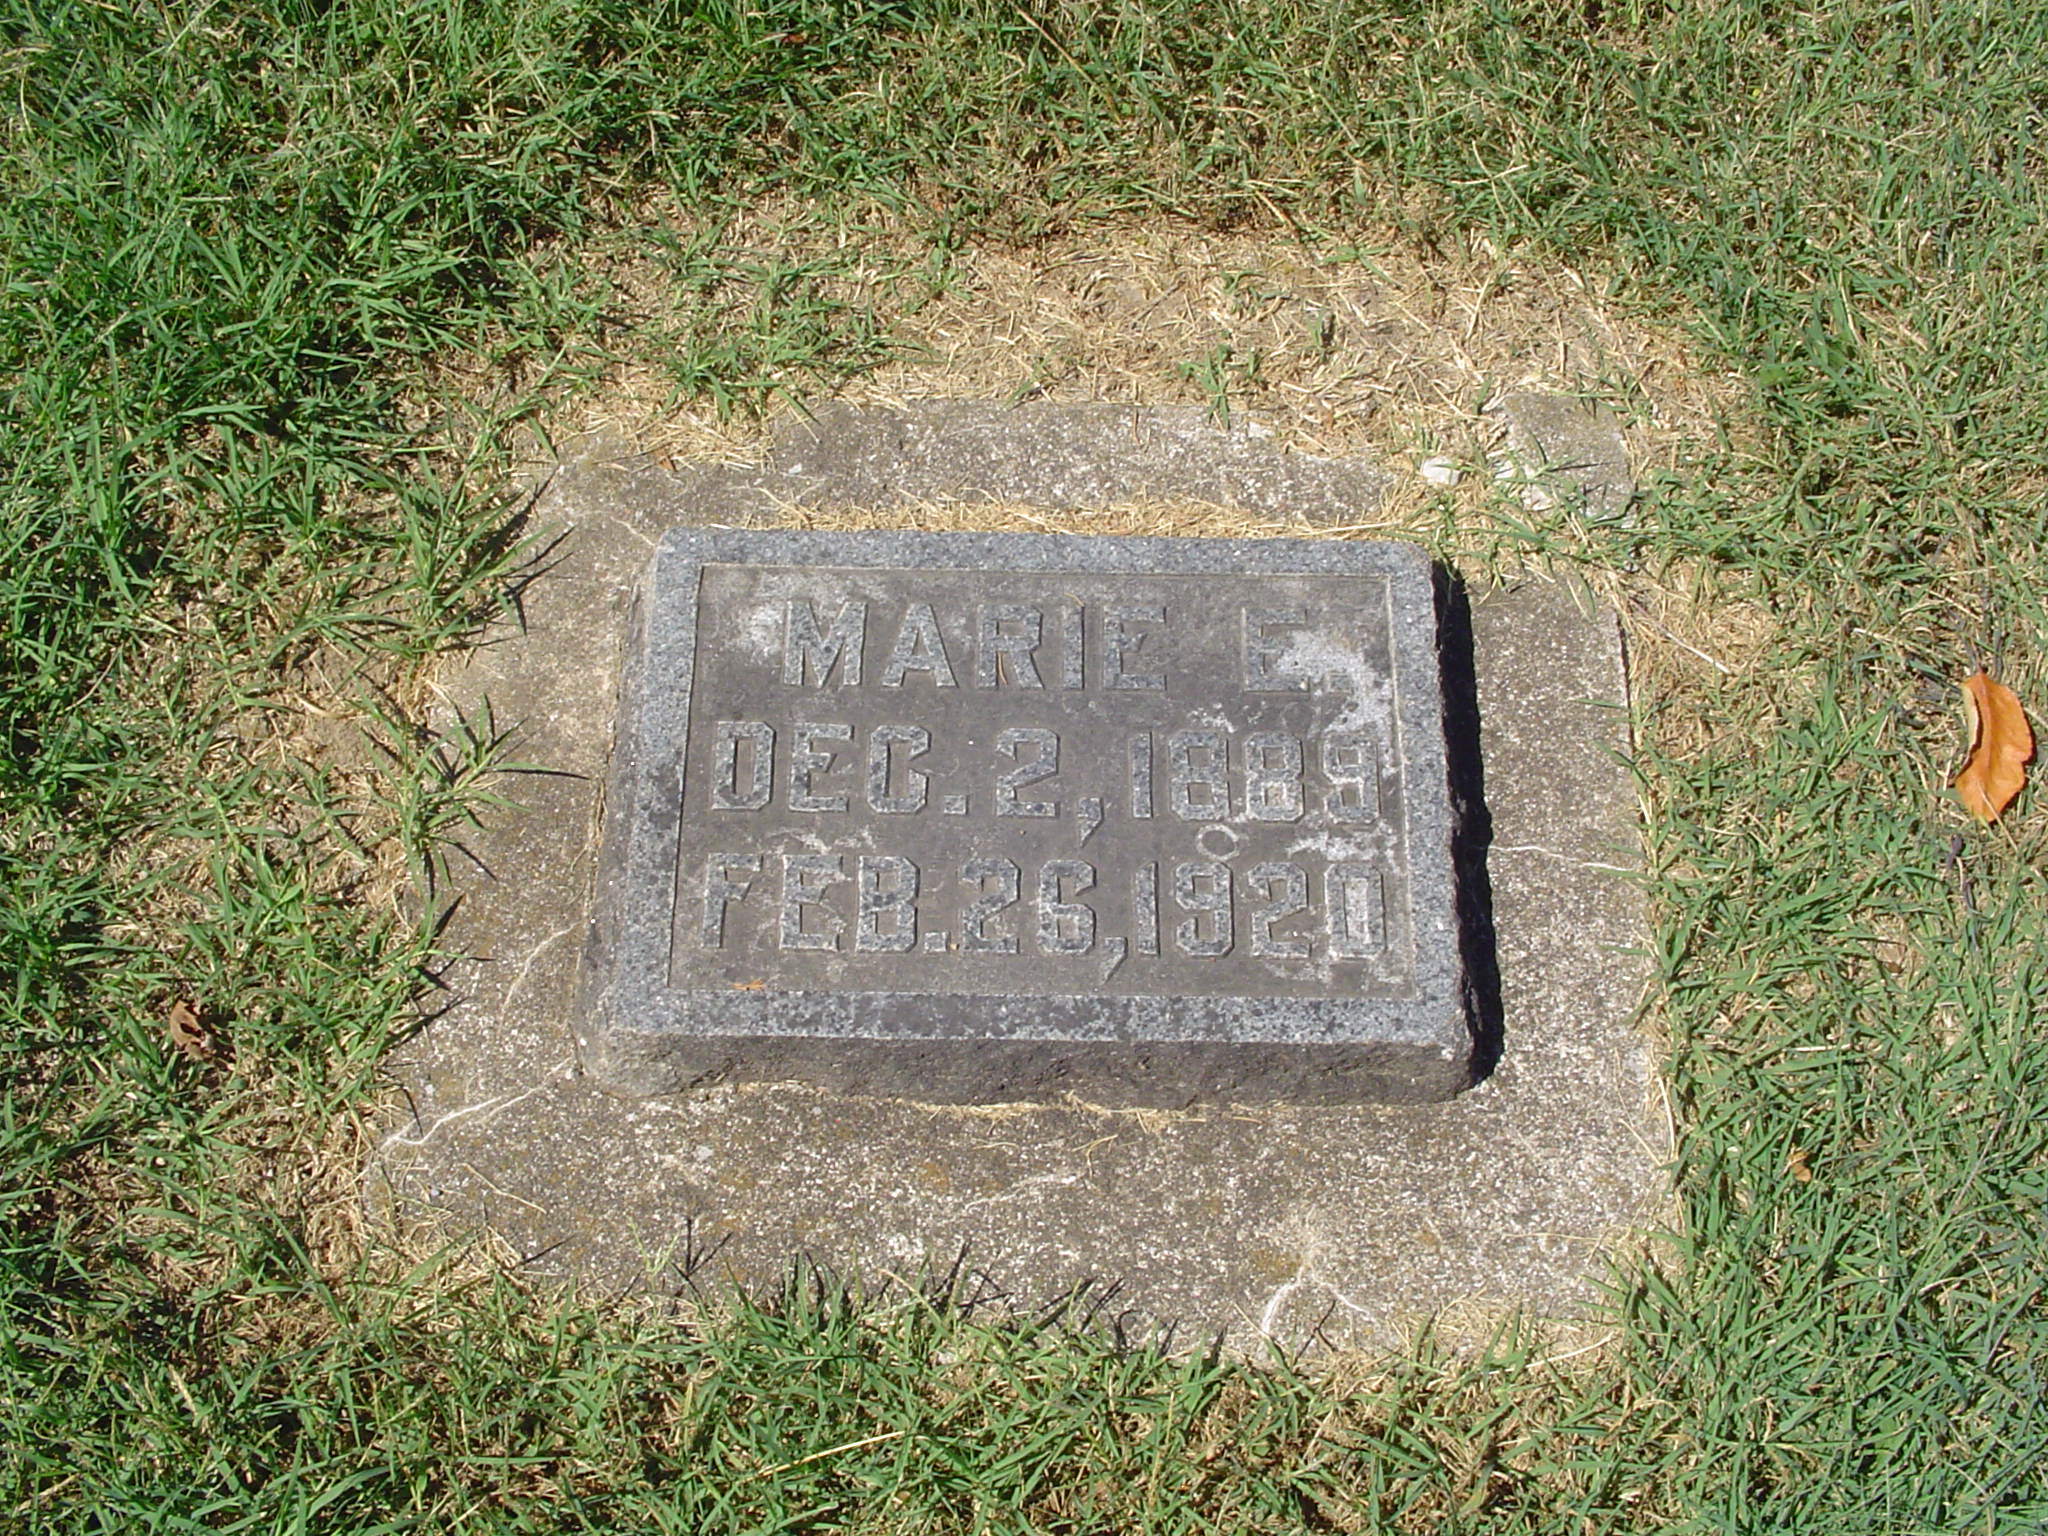 MARIE E.
DEC. 2, 1889
FEB. 26, 1920